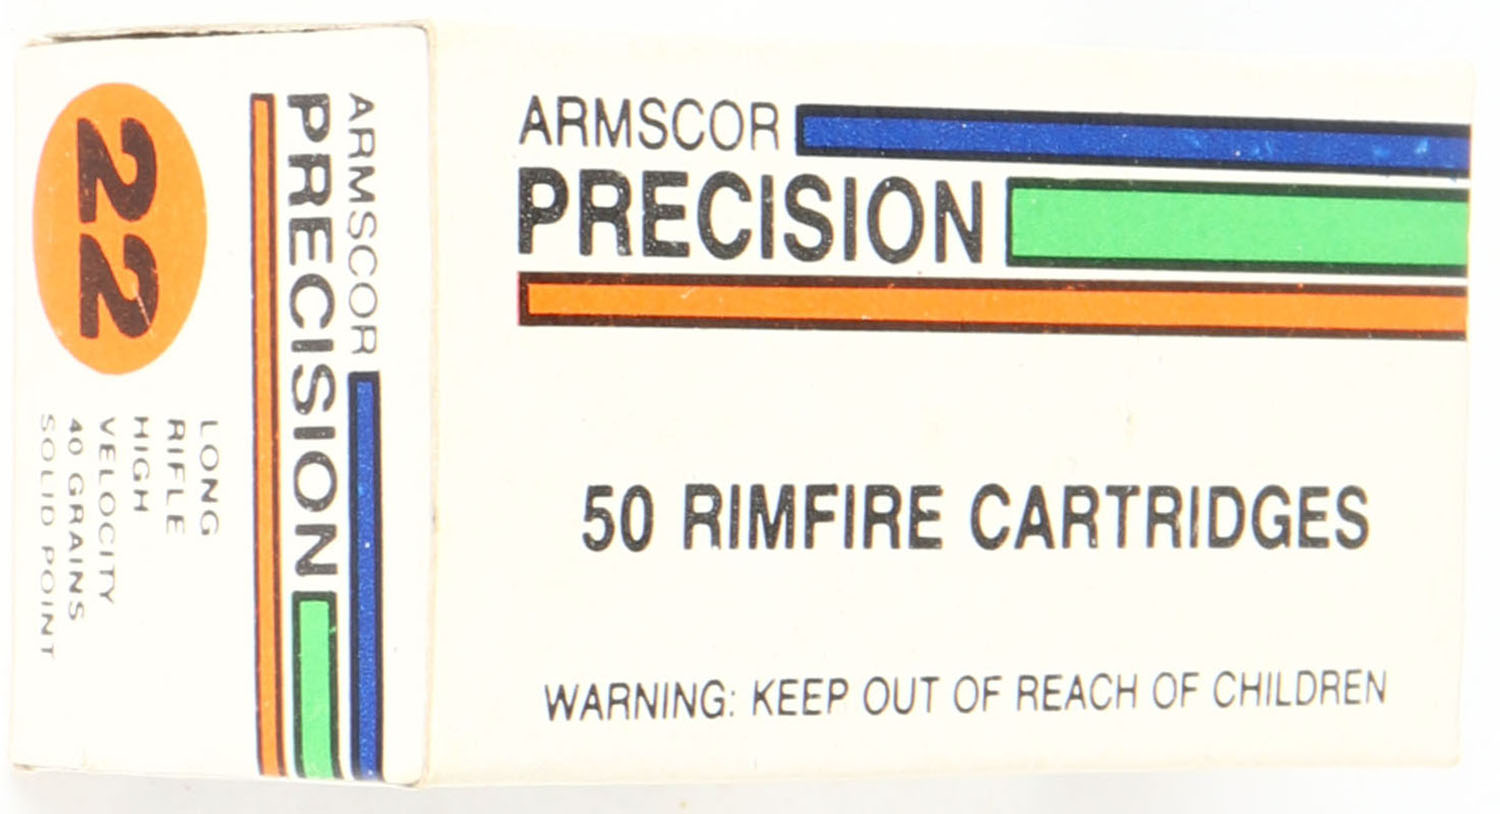 ARMSCOR
PRECISION
22
LONG
RIFLE
HIGH
VELOCITY
40 GRAINS
SOLID POINT
ARMSCOR
PRECISION
50 RIMFIRE CARTRIDGES
WARNING: KEEP OUT OF REACH OF CHILDREN